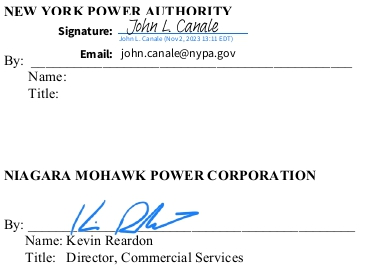 NEW YORK POWER AUTHORITY
Signature: John L. Canale
John L. Canale (Nov 2, 2023 13:11 EDT)
Email: john.canale@nypa.gov
By:
Name:
Title:
NIAGARA MOHAWK POWER CORPORATION
By:
Name: Kevin Reardon
Title: Director, Commercial Services